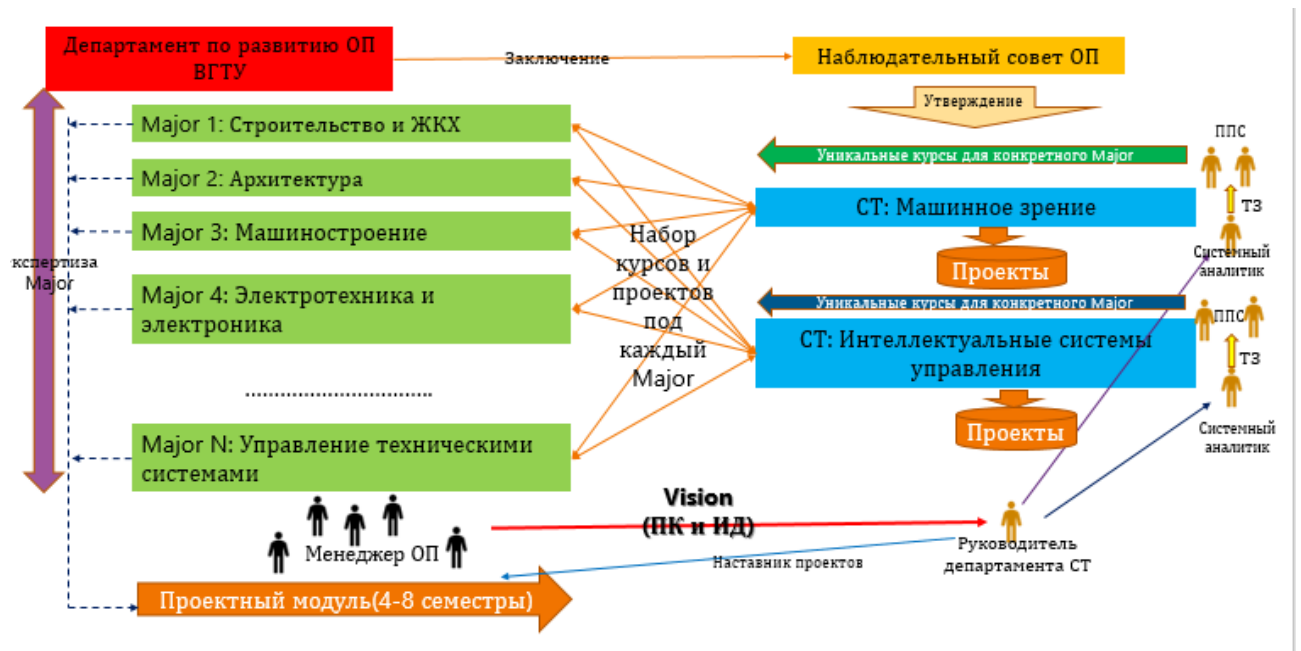 Департамент по развитию ОП
ВГТУ
Заключение
Наблюдательный совет ОП
Утверждение
Major 1: Строительство и ЖКХ
Major 2: Архитектура
Major 3: Машиностроение
Major 4: Электротехника и
электроника
....................................
Major N: Управление техническими
системами
кспертиза
Major
Набор
курсов и
проектов
под
каждый
Major
Уникальные курсы для конкретного Major
СТ: Машинное зрение
Проекты
ППС
ТЗ
Системный
аналитик
Уникальные курсы для конкретного Major
СТ: Интеллектуальные системы
управления
Проекты
ППС
ТЗ
Системный
аналитик
Менеджер ОП
Vision
(ПК и ИД)
Руководитель
департамента СТ
Наставник проектов
Проектный модуль(4-8 семестры)